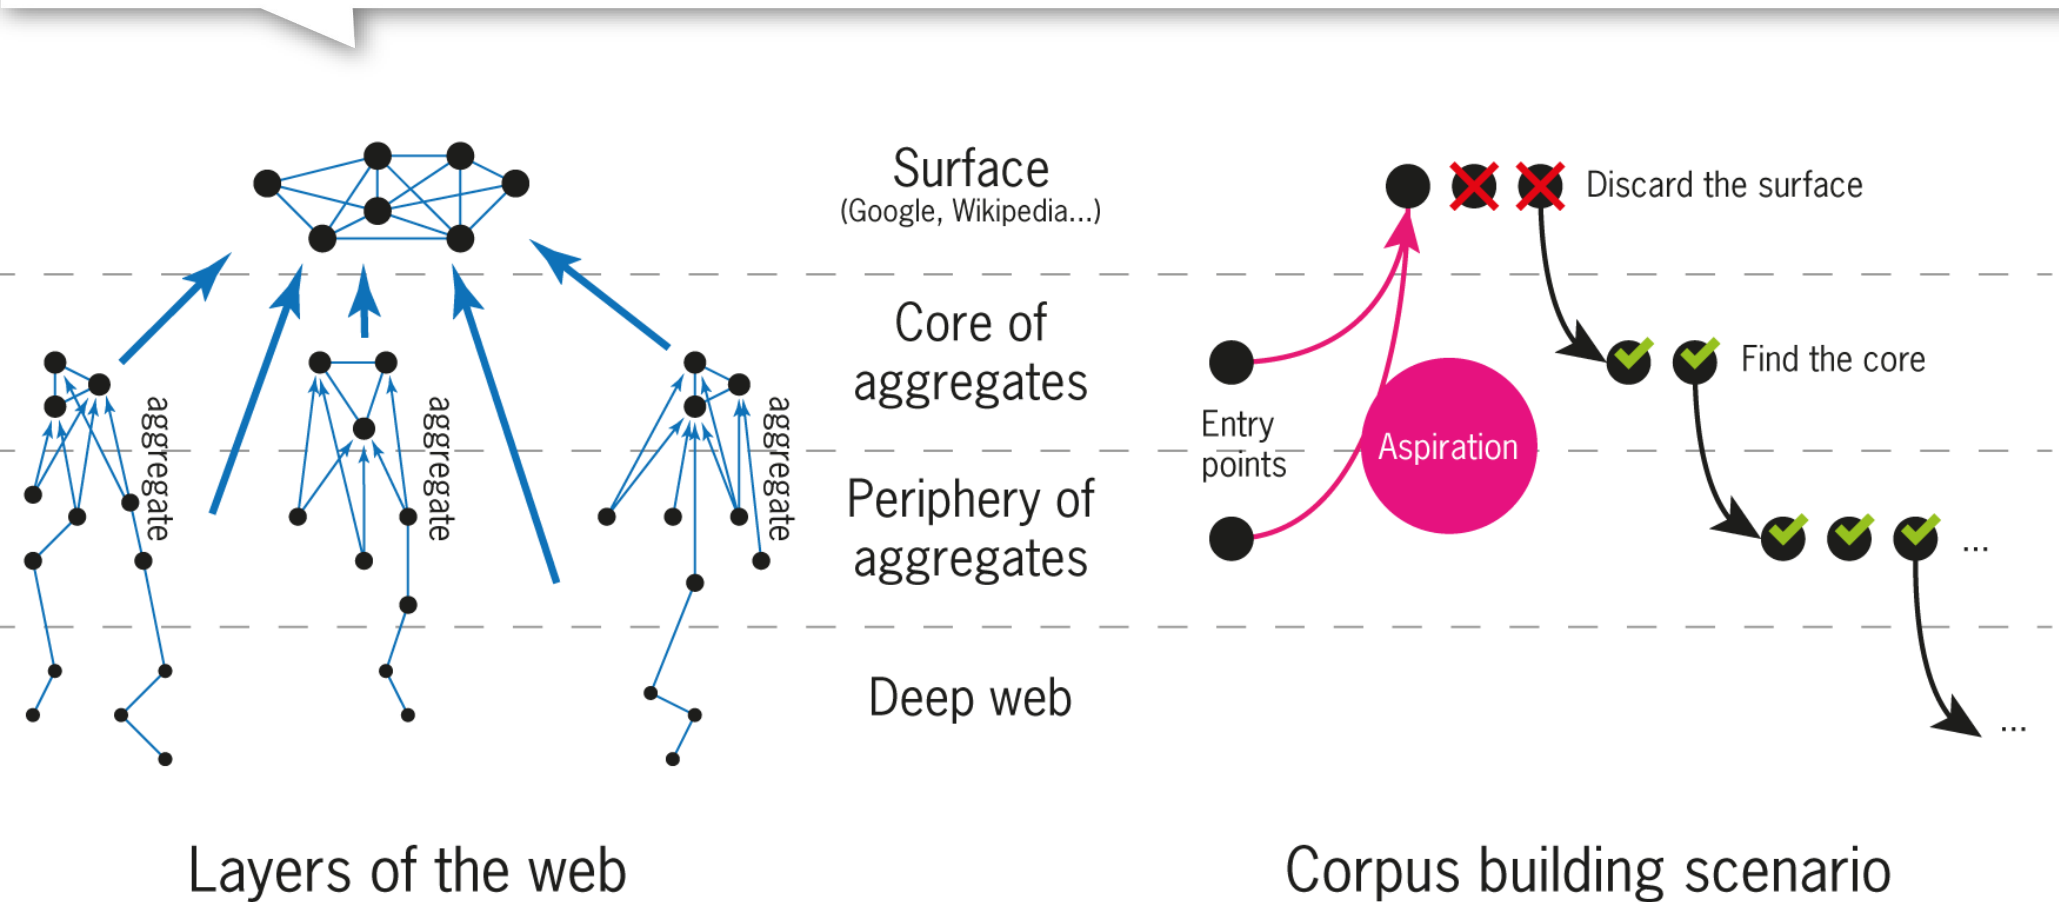 Surface
(Google, Wikipedia...)
Discard the surface
Core of
aggregates
Find the core
aggregate
aggregate
aggregate
Entry
points
Aspiration
Periphery of
aggregates
...
Deep web
...
Layers of the web
Corpus building scenario